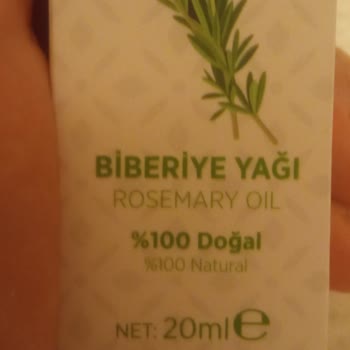 BİBERİYE YAĞI
ROSEMARY OIL
%100 Doğal
%100 Natural
NET: 20ml ℮